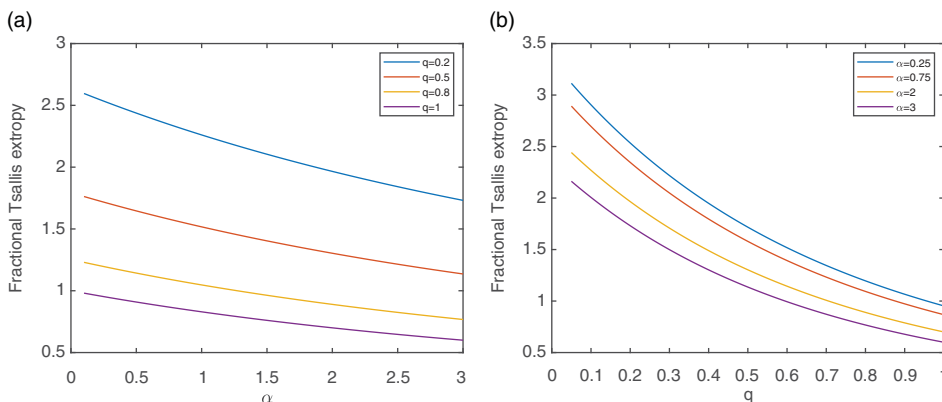 (a)
Fractional Tsallis extropy
3
2.5
2
1.5
1
0.5
0 0.5 1 1.5 2 2.5 3
α
q=0.2
q=0.5
q=0.8
q=1
(b)
Fractional Tsallis extropy
3.5
3
2.5
2
1.5
1
0.5
0 0.1 0.2 0.3 0.4 0.5 0.6 0.7 0.8 0.9 1
q
α=0.25
α=0.75
α=2
α=3